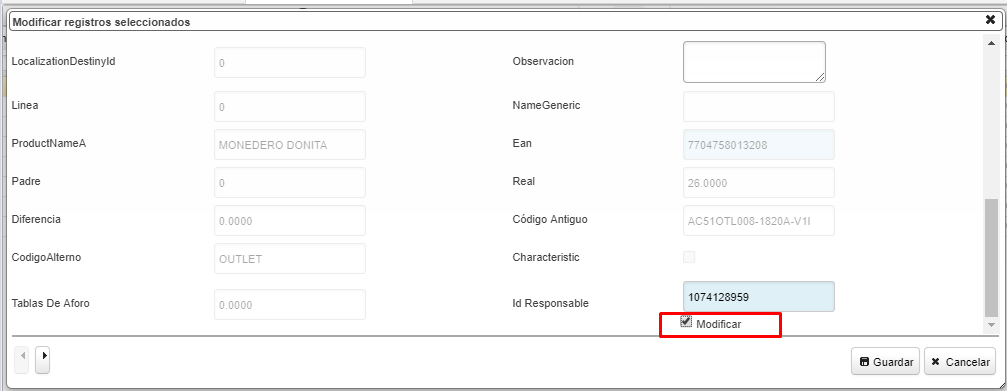 Modificar registros seleccionados
LocalizationDestinyId 0 Observacion
Linea 0 NameGeneric
ProductNameA MONEDERO DONITA Ean 7704758013208
Padre 0 Real 26.0000
Diferencia 0.0000 Código Antiguo AC51OTL008-1820A-V1I
CodigoAlterno OUTLET Characteristic
Tablas De Aforo 0.0000 Id Responsable 1074128959
Modificar
Guardar Cancelar